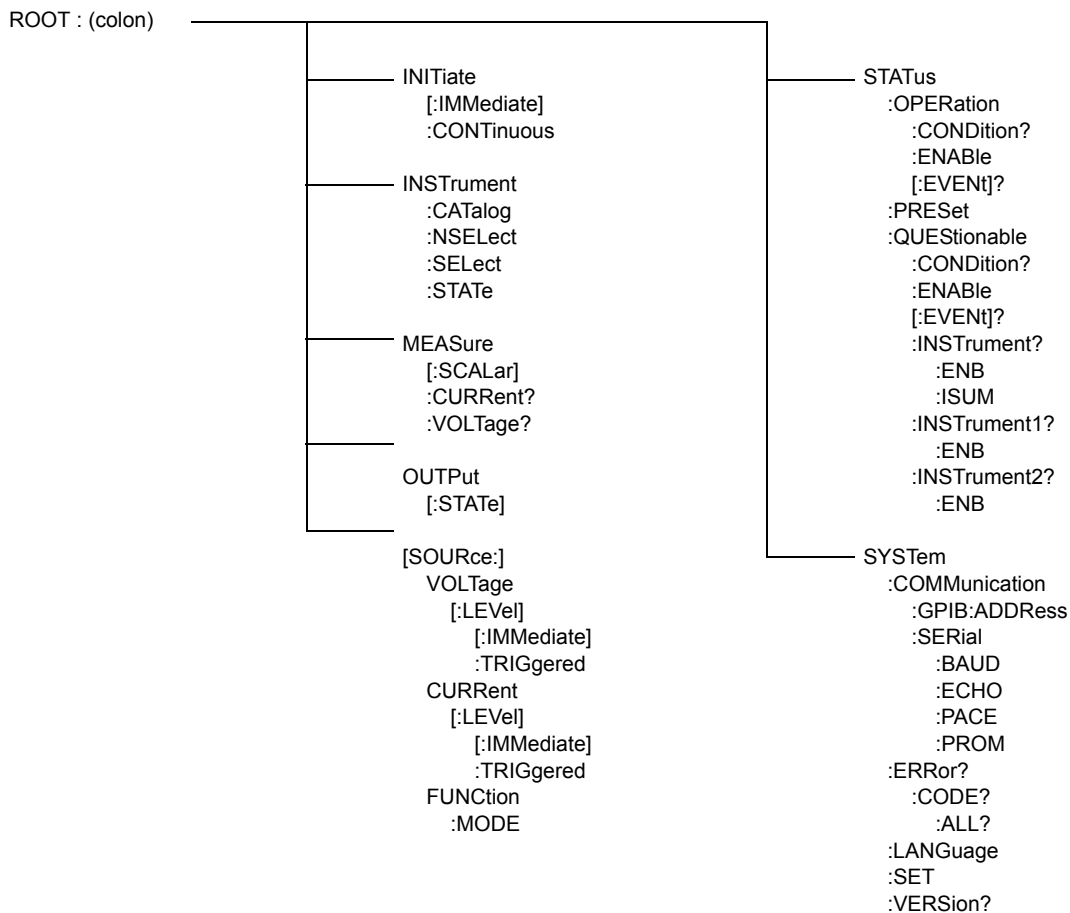 ROOT : (colon)
INITiate
[:IMMediate]
:CONTinuous
INSTrument
:CATalog
:NSELect
:SELect
:STATe
MEASure
[:SCALar]
:CURRent?
:VOLTage?
OUTPut
[:STATe]
[SOURce:]
VOLTage
[:LEVel]
[:IMMediate]
:TRIGgered
CURRent
[:LEVel]
[:IMMediate]
:TRIGgered
FUNCtion
:MODE
STATus
:OPERation
:CONDition?
:ENABle
[:EVENt]?
:PRESet
:QUEStionable
:CONDition?
:ENABle
[:EVENt]?
:INSTrument?
:ENB
:ISUM
:INSTrument1?
:ENB
:INSTrument2?
:ENB
SYSTem
:COMMunication
:GPIB:ADDRess
:SERial
:BAUD
:ECHO
:PACE
:PROM
:ERRor?
:CODE?
:ALL?
:LANGuage
:SET
:VERSion?